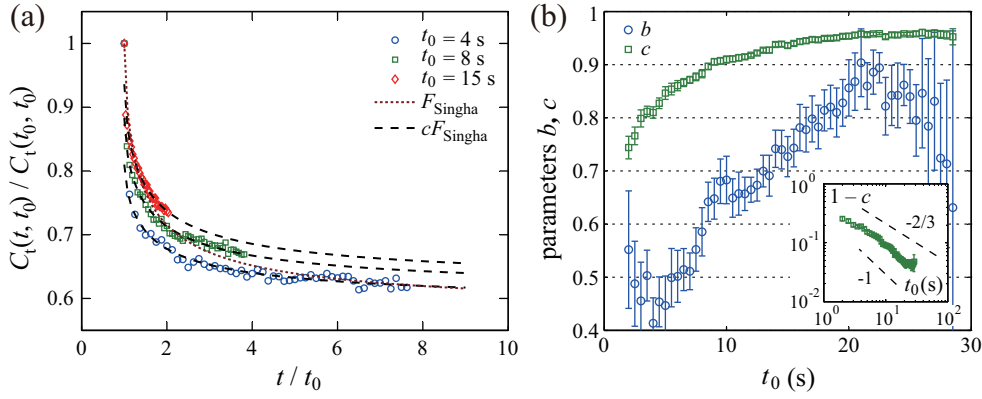 (a)
C_t(t, t_0) / C_t(t_0, t_0)
1
0.9
0.8
0.7
0.6
0
2
4
6
8
10
t / t_0
t_0 = 4 s
t_0 = 8 s
t_0 = 15 s
F_Singha
cF_Singha
(b)
parameters b, c
1
0.9
0.8
0.7
0.6
0.5
0.4
0
10
20
30
t_0 (s)
b
c
10^0
10^-1
10^-2
1 − c
-2/3
-1
t_0(s)
10^0
10^1
10^2